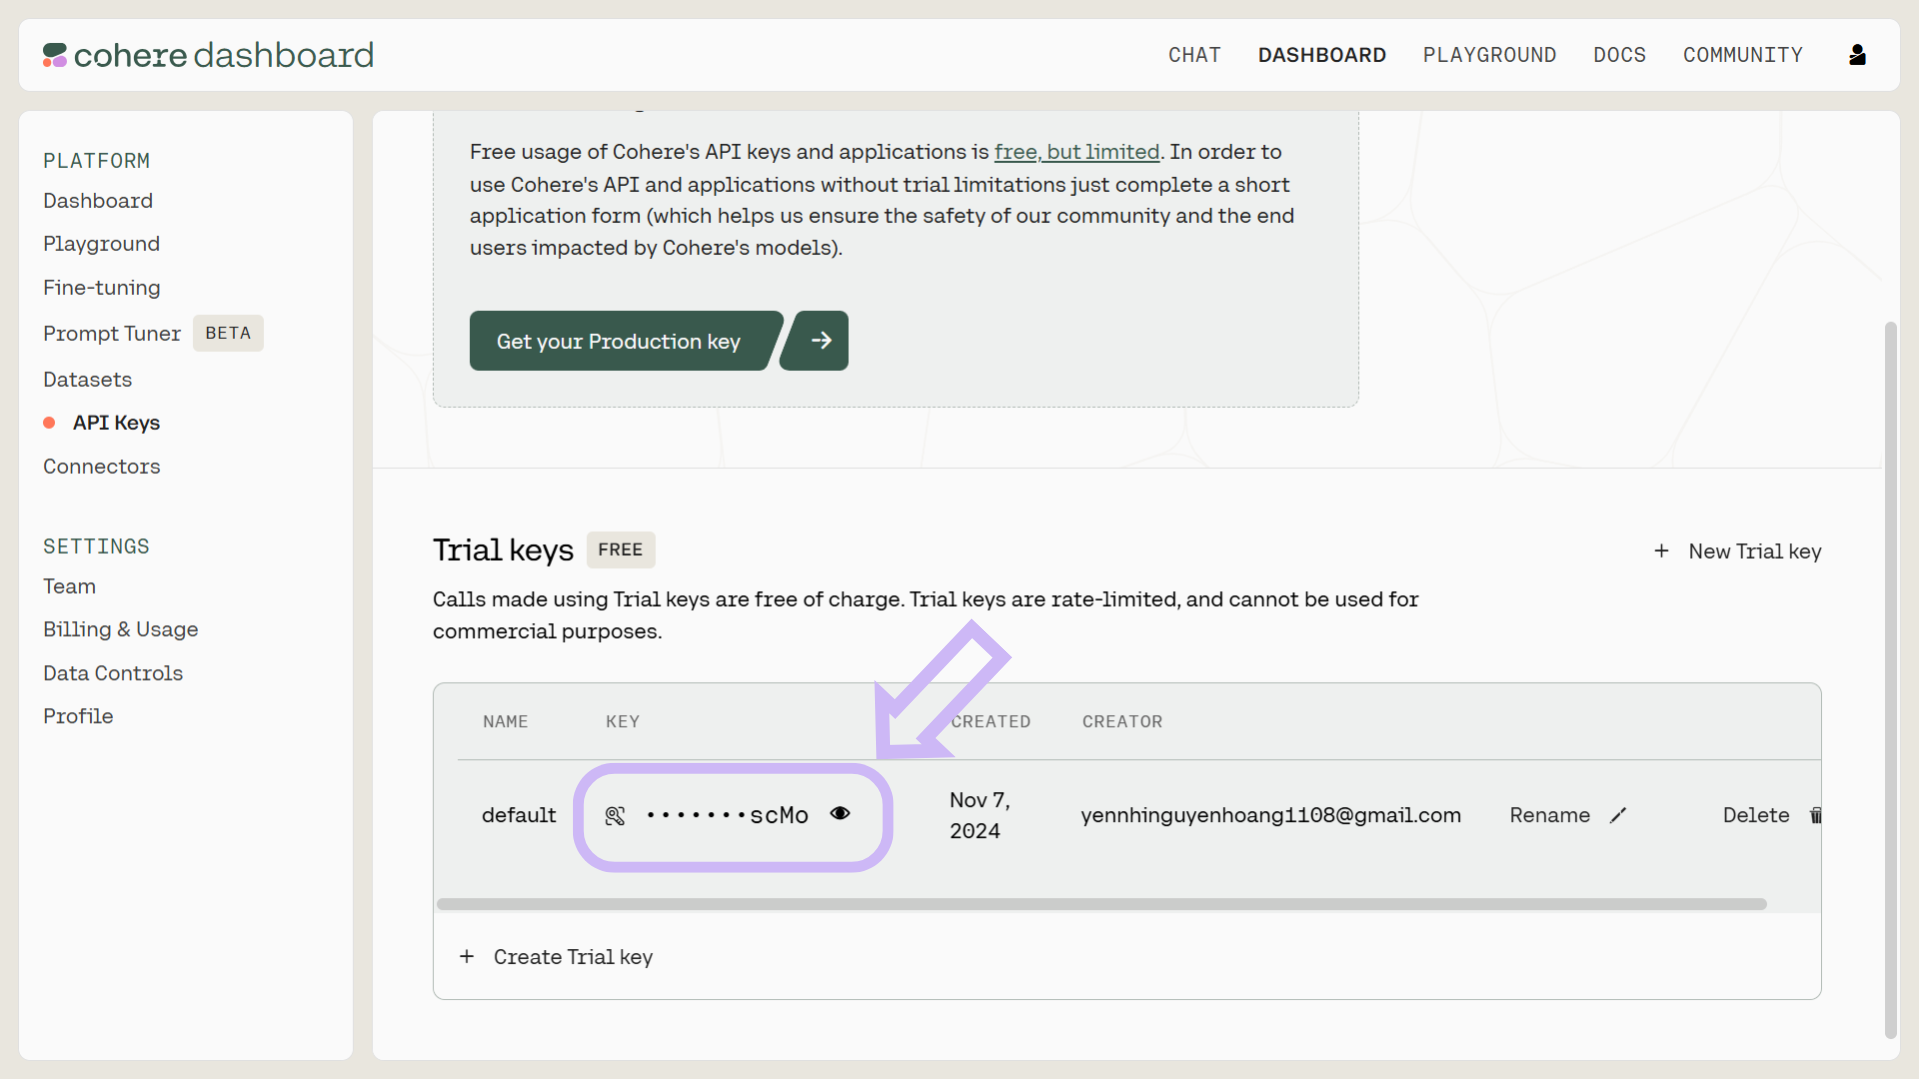 cohere dashboard
CHAT DASHBOARD PLAYGROUND DOCS COMMUNITY
PLATFORM
Dashboard
Playground
Fine-tuning
Prompt Tuner BETA
Datasets
API Keys
Connectors
SETTINGS
Team
Billing & Usage
Data Controls
Profile
Free usage of Cohere's API keys and applications is free, but limited. In order to
use Cohere's API and applications without trial limitations just complete a short
application form (which helps us ensure the safety of our community and the end
users impacted by Cohere's models).
Get your Production key
Trial keys FREE
+ New Trial key
Calls made using Trial keys are free of charge. Trial keys are rate-limited, and cannot be used for
commercial purposes.
NAME KEY CREATED CREATOR
default •••••••scMo Nov 7, 2024 yennhinguyenhoang1108@gmail.com Rename Delete
+ Create Trial key